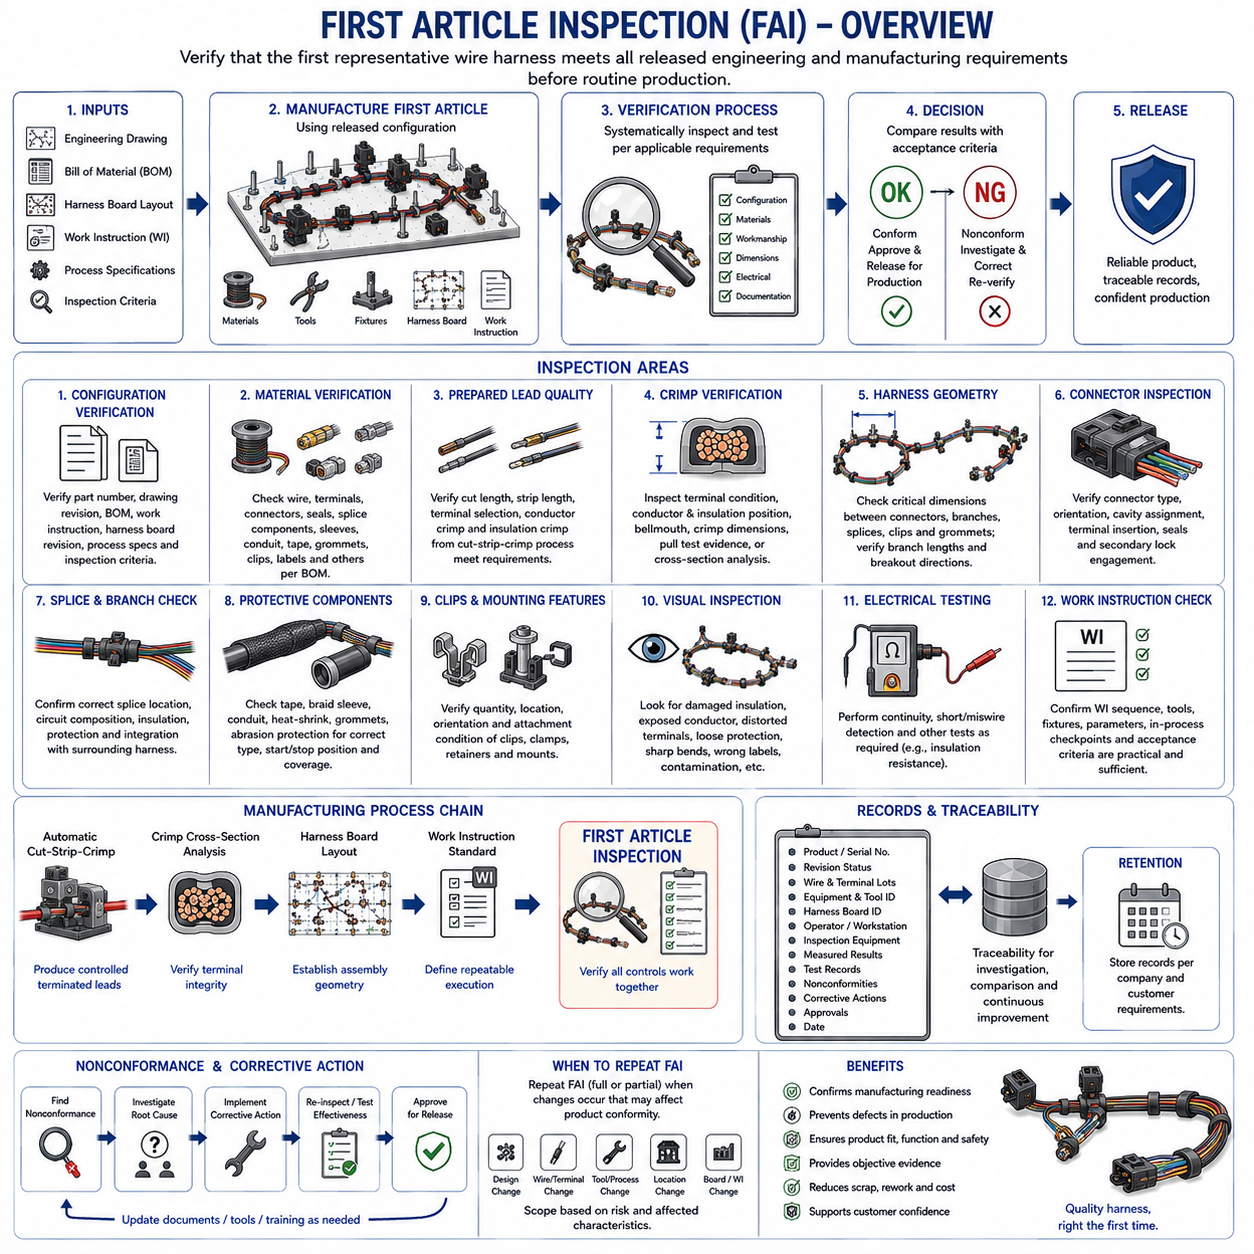 FIRST ARTICLE INSPECTION (FAI) – OVERVIEW
Verify that the first representative wire harness meets all released engineering and manufacturing requirements
before routine production.
1. INPUTS
Engineering Drawing
Bill of Material (BOM)
Harness Board Layout
Work Instruction (WI)
Process Specifications
Inspection Criteria
2. MANUFACTURE FIRST ARTICLE
Using released configuration
Materials
Tools
Fixtures
Harness Board
Work
Instruction
3. VERIFICATION PROCESS
Systematically inspect and test
per applicable requirements
Configuration
Materials
Workmanship
Dimensions
Electrical
Documentation
4. DECISION
Compare results with
acceptance criteria
OK
NG
Conform
Approve &
Release for
Production
Nonconform
Investigate &
Correct
Re-verify
5. RELEASE
Reliable product,
traceable records,
confident production
INSPECTION AREAS
1. CONFIGURATION
VERIFICATION
Verify part number, drawing
revision, BOM, work
instruction, harness board
revision, process specs and
inspection criteria.
2. MATERIAL VERIFICATION
Check wire, terminals,
connectors, seals, splice
components, sleeves,
conduit, tape, grommets,
clips, labels and others
per BOM.
3. PREPARED LEAD QUALITY
Verify cut length, strip length,
terminal selection, conductor
crimp and insulation crimp
from cut-strip-crimp process
meet requirements.
4. CRIMP VERIFICATION
Inspect terminal condition,
conductor & insulation position,
bellmouth, crimp dimensions,
pull test evidence, or
cross-section analysis.
5. HARNESS GEOMETRY
Check critical dimensions
between connectors, branches,
splices, clips and grommets;
verify branch lengths and
breakout directions.
6. CONNECTOR INSPECTION
Verify connector type,
orientation, cavity assignment,
terminal insertion, seals
and secondary lock
engagement.
7. SPLICE & BRANCH CHECK
Confirm correct splice location,
circuit composition, insulation,
protection and integration
with surrounding harness.
8. PROTECTIVE COMPONENTS
Check tape, braid sleeve,
conduit, heat-shrink, grommets,
abrasion protection for correct
type, start/stop position and
coverage.
9. CLIPS & MOUNTING FEATURES
Verify quantity, location,
orientation and attachment
condition of clips, clamps,
retainers and mounts.
10. VISUAL INSPECTION
Look for damaged insulation,
exposed conductor, distorted
terminals, loose protection,
sharp bends, wrong labels,
contamination, etc.
11. ELECTRICAL TESTING
Ω
Perform continuity, short/miswire
detection and other tests as
required (e.g., insulation
resistance).
12. WORK INSTRUCTION CHECK
WI
Confirm WI sequence, tools,
fixtures, parameters, in-process
checkpoints and acceptance
criteria are practical and
sufficient.
MANUFACTURING PROCESS CHAIN
Automatic
Cut-Strip-Crimp
Produce controlled
terminated leads
Crimp Cross-Section
Analysis
Verify terminal
integrity
Harness Board
Layout
Establish assembly
geometry
Work Instruction
Standard
WI
Define repeatable
execution
FIRST ARTICLE
INSPECTION
Verify all controls work
together
RECORDS & TRACEABILITY
Product / Serial No.
Revision Status
Wire & Terminal Lots
Equipment & Tool ID
Harness Board ID
Operator / Workstation
Inspection Equipment
Measured Results
Test Records
Nonconformities
Corrective Actions
Approvals
Date
Traceability for
investigation,
comparison and
continuous
improvement
RETENTION
Store records per
company and
customer
requirements.
NONCONFORMANCE & CORRECTIVE ACTION
Find
Nonconformance
Investigate
Root Cause
?
Implement
Corrective Action
Re-inspect / Test
Effectiveness
Approve
for Release
Update documents / tools / training as needed
WHEN TO REPEAT FAI
Repeat FAI (full or partial) when
changes occur that may affect
product conformity.
Design
Change
Wire/Terminal
Change
Tool/Process
Change
Location
Change
Board / WI
Change
Scope based on risk and affected
characteristics.
BENEFITS
Confirms manufacturing readiness
Prevents defects in production
Ensures product fit, function and safety
Provides objective evidence
Reduces scrap, rework and cost
Supports customer confidence
Quality harness,
right the first time.